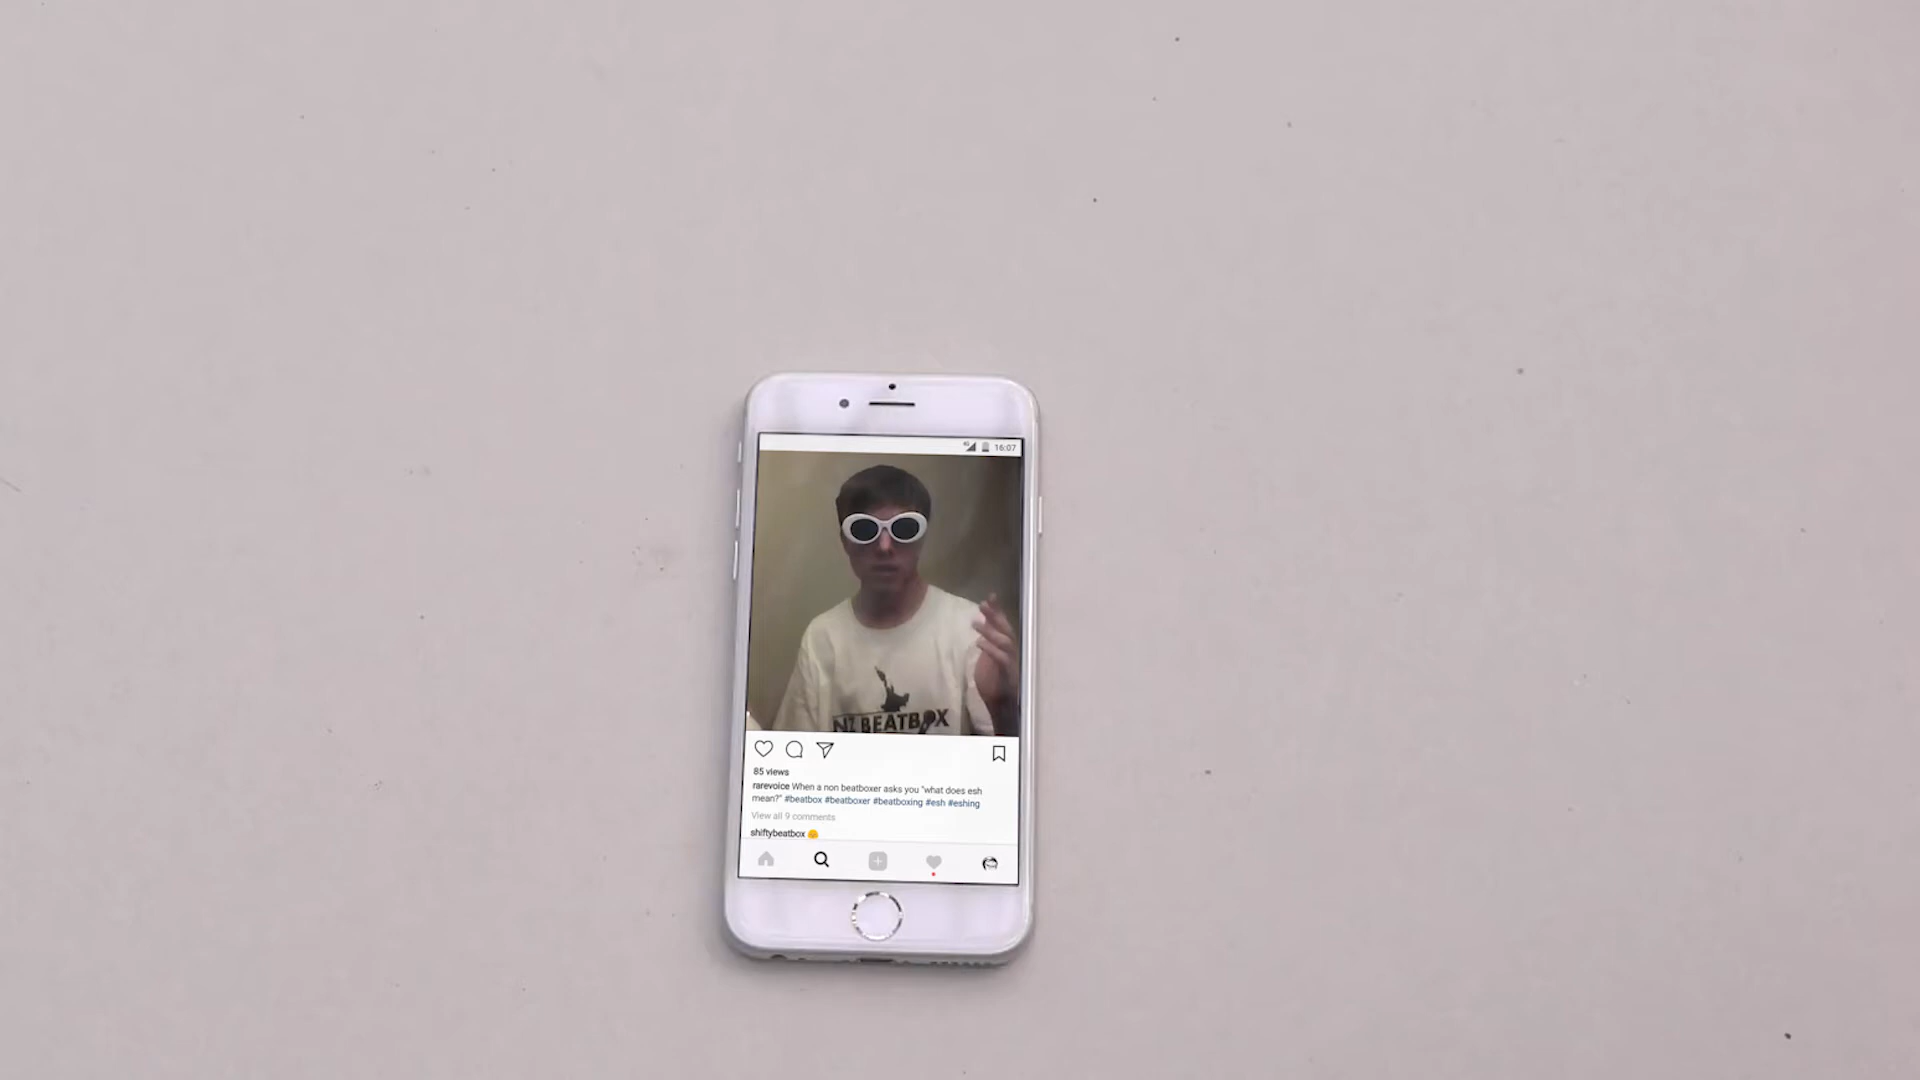 16:07
NZ BEATBOX
85 views
rarevoice When a non beatboxer asks you "what does esh
mean?" #beatbox #beatboxer #beatboxing #esh #eshing
View all 9 comments
shiftybeatbox